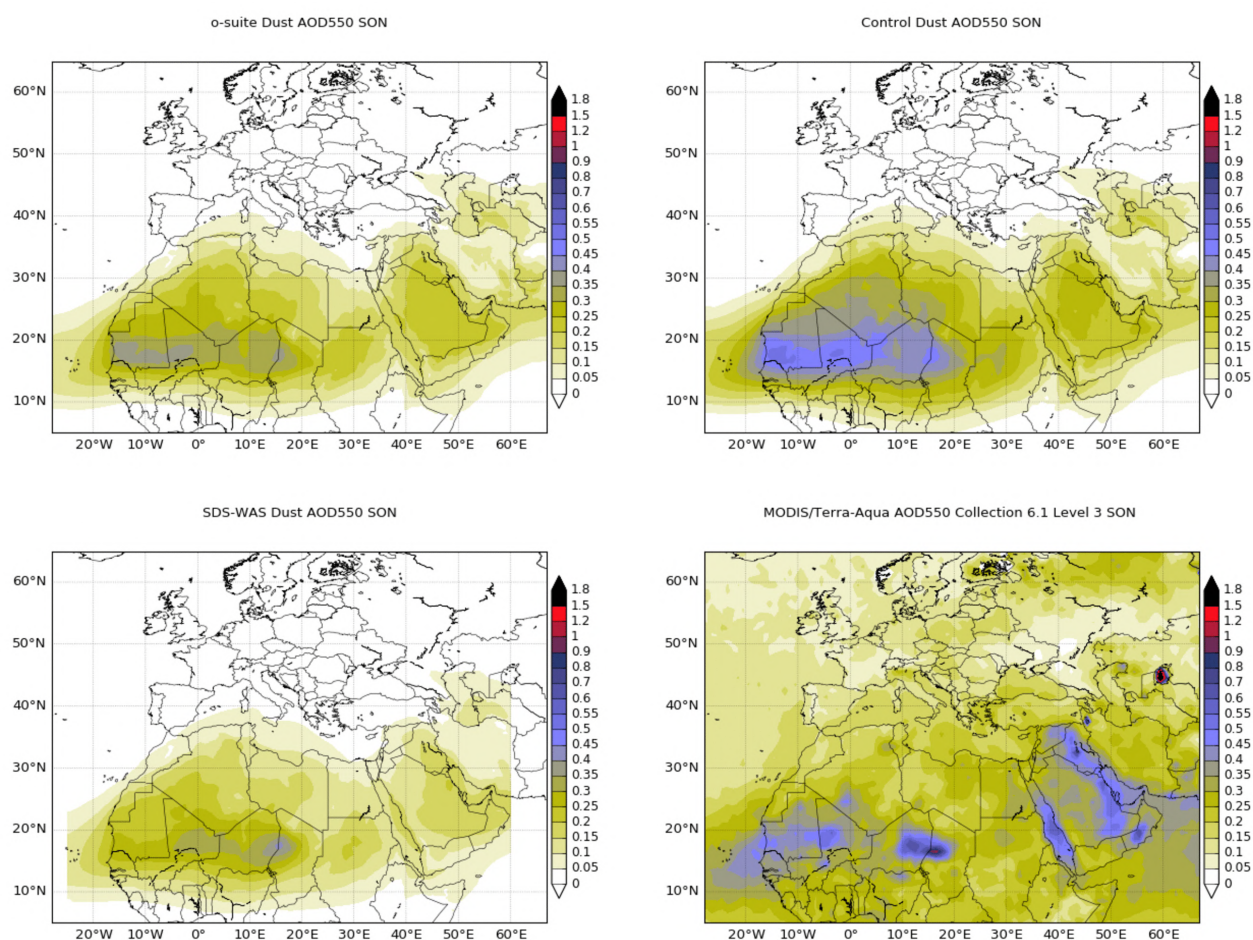 o-suite Dust AOD550 SON
60°N
50°N
40°N
30°N
20°N
10°N
20°W 10°W 0° 10°E 20°E 30°E 40°E 50°E 60°E
1.8
1.5
1.2
1
0.9
0.8
0.7
0.6
0.55
0.5
0.45
0.4
0.35
0.3
0.25
0.2
0.15
0.1
0.05
0
Control Dust AOD550 SON
60°N
50°N
40°N
30°N
20°N
10°N
20°W 10°W 0° 10°E 20°E 30°E 40°E 50°E 60°E
1.8
1.5
1.2
1
0.9
0.8
0.7
0.6
0.55
0.5
0.45
0.4
0.35
0.3
0.25
0.2
0.15
0.1
0.05
0
SDS-WAS Dust AOD550 SON
60°N
50°N
40°N
30°N
20°N
10°N
20°W 10°W 0° 10°E 20°E 30°E 40°E 50°E 60°E
1.8
1.5
1.2
1
0.9
0.8
0.7
0.6
0.55
0.5
0.45
0.4
0.35
0.3
0.25
0.2
0.15
0.1
0.05
0
MODIS/Terra-Aqua AOD550 Collection 6.1 Level 3 SON
60°N
50°N
40°N
30°N
20°N
10°N
20°W 10°W 0° 10°E 20°E 30°E 40°E 50°E 60°E
1.8
1.5
1.2
1
0.9
0.8
0.7
0.6
0.55
0.5
0.45
0.4
0.35
0.3
0.25
0.2
0.15
0.1
0.05
0